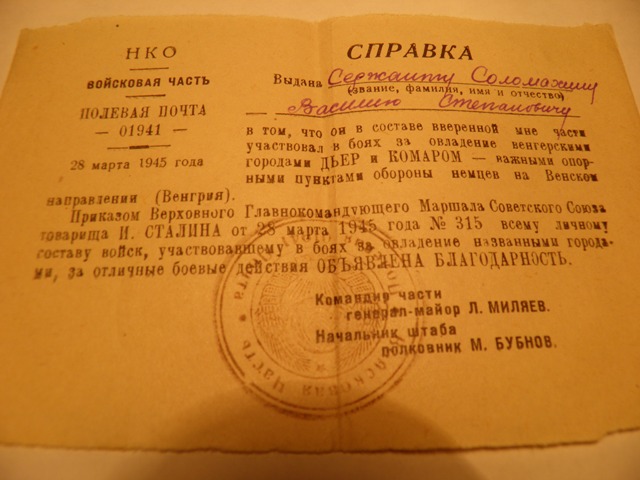 НКО
ВОЙСКОВАЯ ЧАСТЬ
ПОЛЕВАЯ ПОЧТА
— 01941 —
28 марта 1945 года
СПРАВКА
Выдана Сержанту Соломахину
(звание, фамилия, имя и отчество)
Василию Степановичу
в том, что он в составе вверенной мне части
участвовал в боях за овладение венгерскими
городами ДЬЕР и КОМАРОМ — важными опор-
ными пунктами обороны немцев на Венском
направлении (Венгрия).
Приказом Верховного Главнокомандующего Маршала Советского Союза
товарища И. СТАЛИНА от 28 марта 1945 года № 315 всему личному
составу войск, участвовавшему в боях за овладение названными города-
ми, за отличные боевые действия ОБЪЯВЛЕНА БЛАГОДАРНОСТЬ.
Командир части
генерал-майор Л. МИЛЯЕВ.
Начальник штаба
полковник М. БУБНОВ.
Войсковая часть